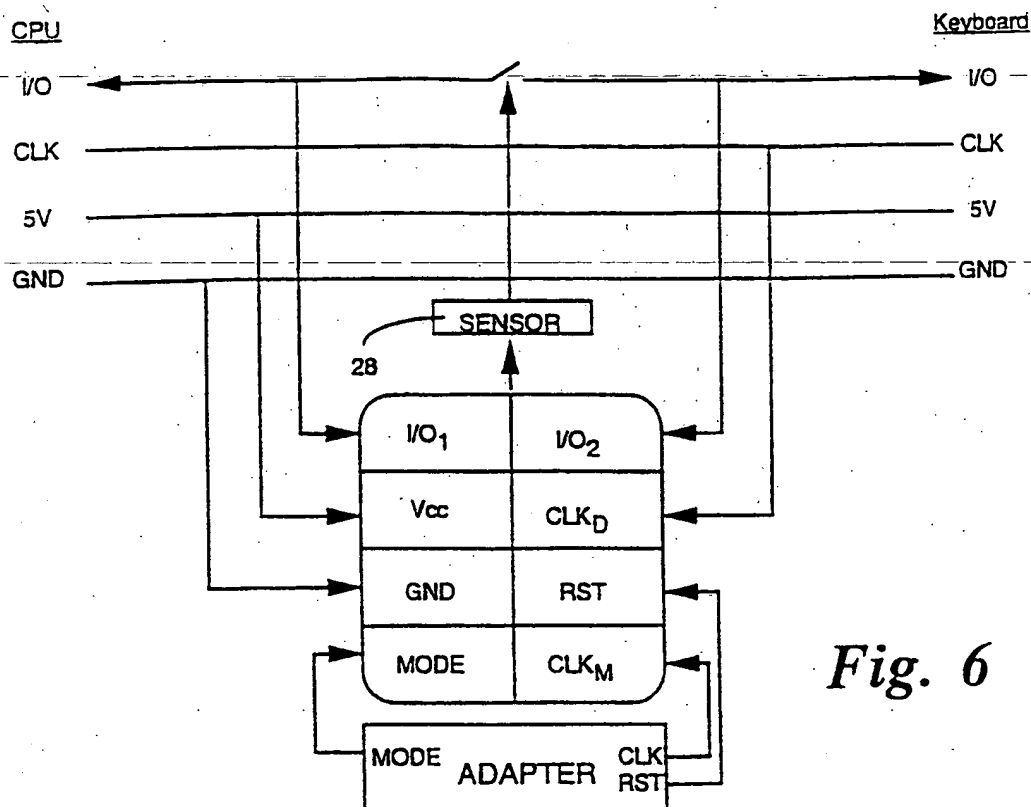 CPU
Keyboard
I/O
I/O
CLK
CLK
5V
5V
GND
GND
SENSOR
28
I/O1
I/O2
Vcc
CLKD
GND
RST
MODE
CLKM
Fig. 6
MODE
ADAPTER
CLK
RST